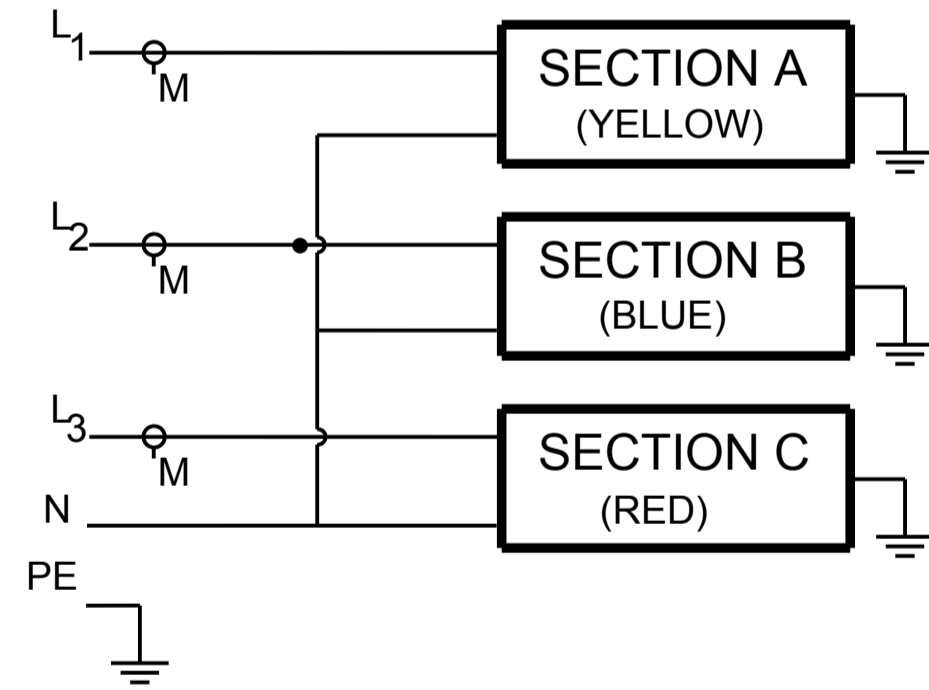 L1
M
SECTION A
(YELLOW)
L2
M
SECTION B
(BLUE)
L3
M
SECTION C
(RED)
N
PE